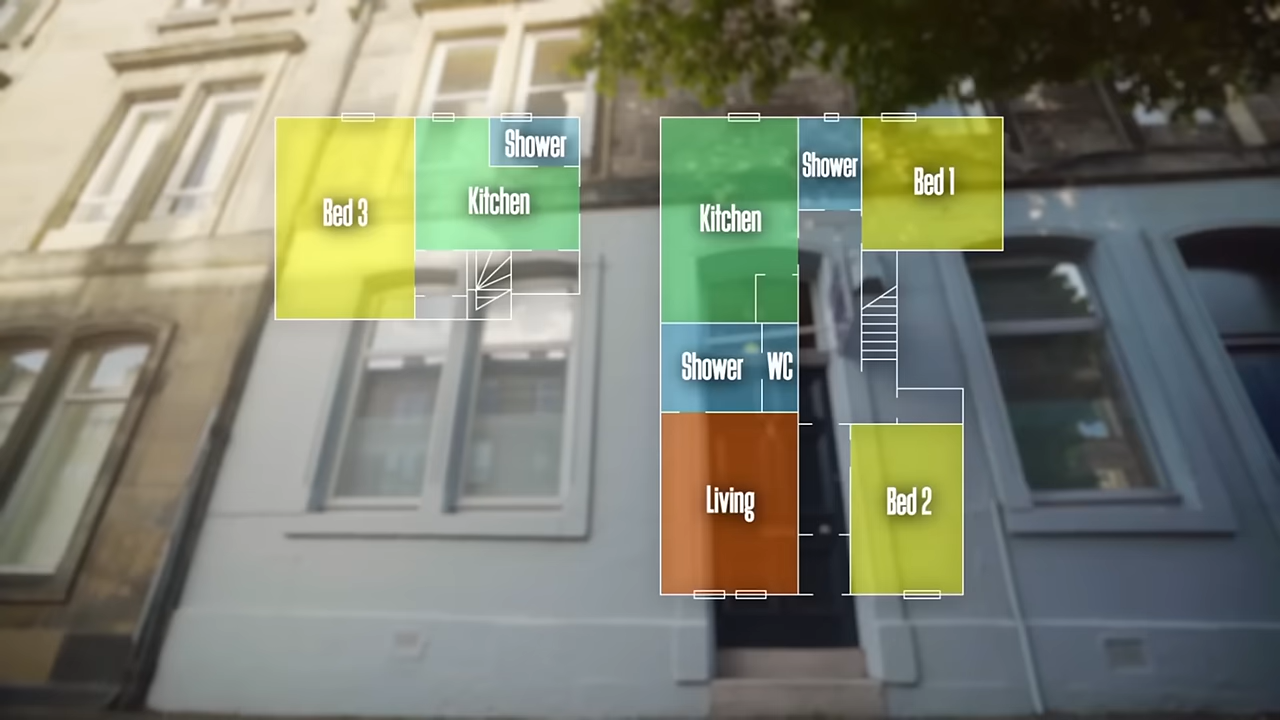 Bed 3
Kitchen
Shower
Kitchen
Shower
Bed 1
Shower
WC
Living
Bed 2